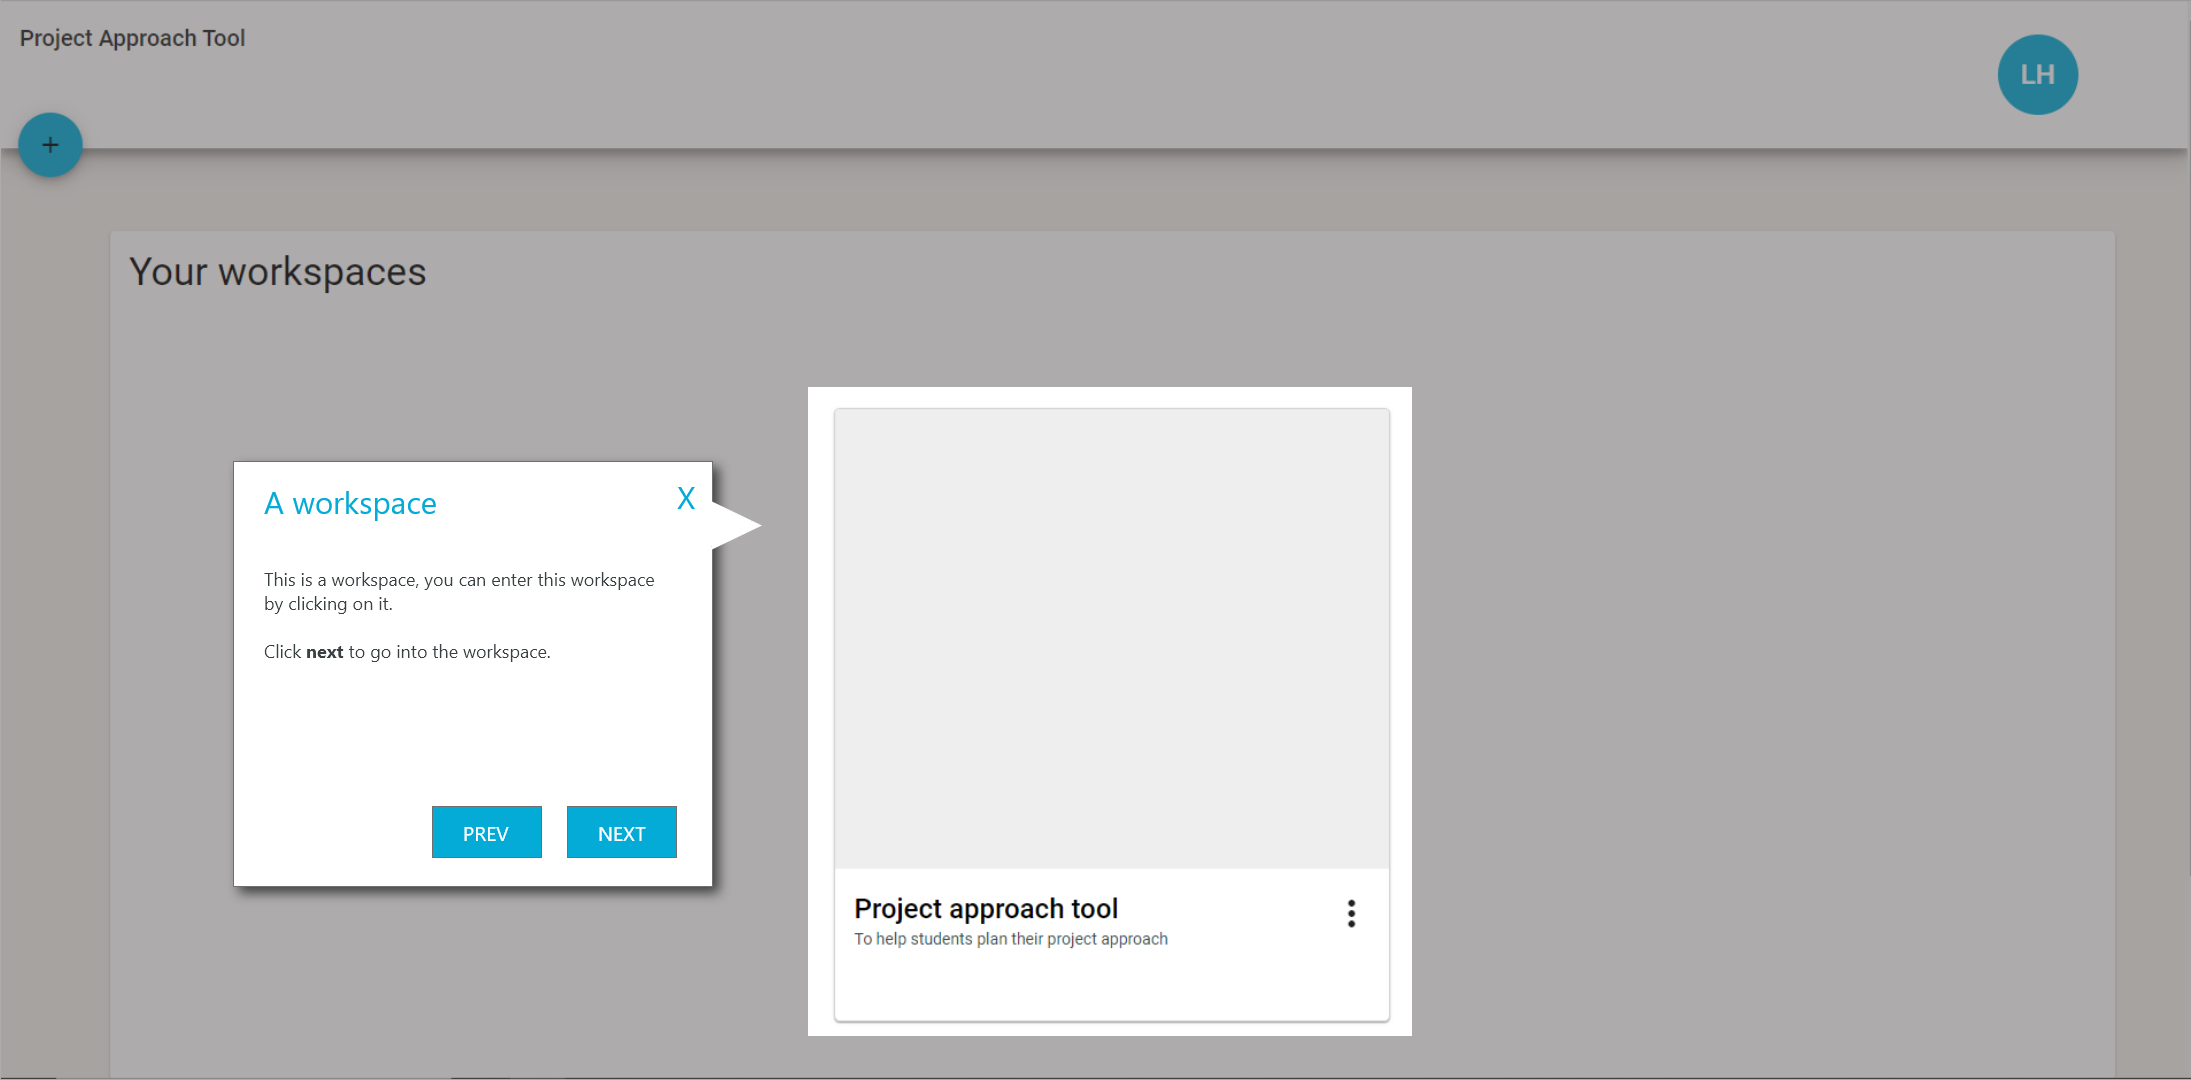 Project Approach Tool
LH
+
Your workspaces
A workspace
X
This is a workspace, you can enter this workspace
by clicking on it.
Click next to go into the workspace.
PREV
NEXT
Project approach tool
To help students plan their project approach